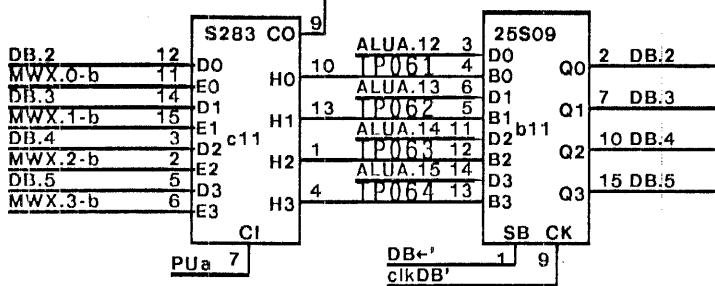 9
S283 CO
25S09
DB.2 12 D0
MWX.0-b 11 E0
DB.3 14 D1
MWX.1-b 15 E1
DB.4 3 D2
MWX.2-b 2 E2
DB.5 5 D3
MWX.3-b 6 E3
H0 10
H1 13
H2 1
H3 4
c11
CI
PUa 7
ALUA.12 3 D0
TP061 4 B0
ALUA.13 6 D1
TP062 5 B1
ALUA.14 11 D2
TP063 12 B2
ALUA.15 14 D3
TP064 13 B3
b11
Q0 2 DB.2
Q1 7 DB.3
Q2 10 DB.4
Q3 15 DB.5
SB CK
DB←' 1
clkDB' 9